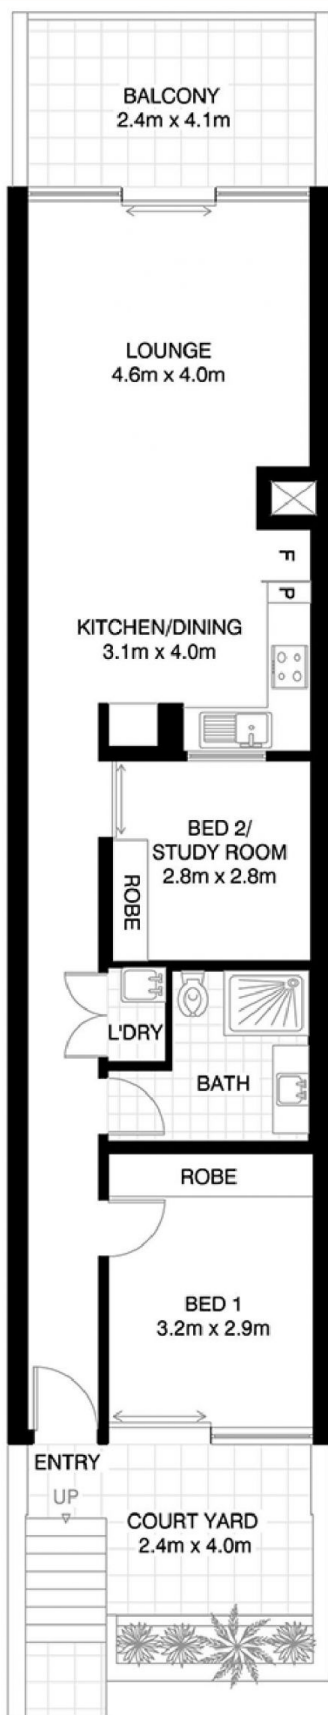 BALCONY
2.4m x 4.1m
LOUNGE
4.6m x 4.0m
F
P
KITCHEN/DINING
3.1m x 4.0m
BED 2/
STUDY ROOM
2.8m x 2.8m
ROBE
L'DRY
BATH
ROBE
BED 1
3.2m x 2.9m
ENTRY
UP
COURT YARD
2.4m x 4.0m